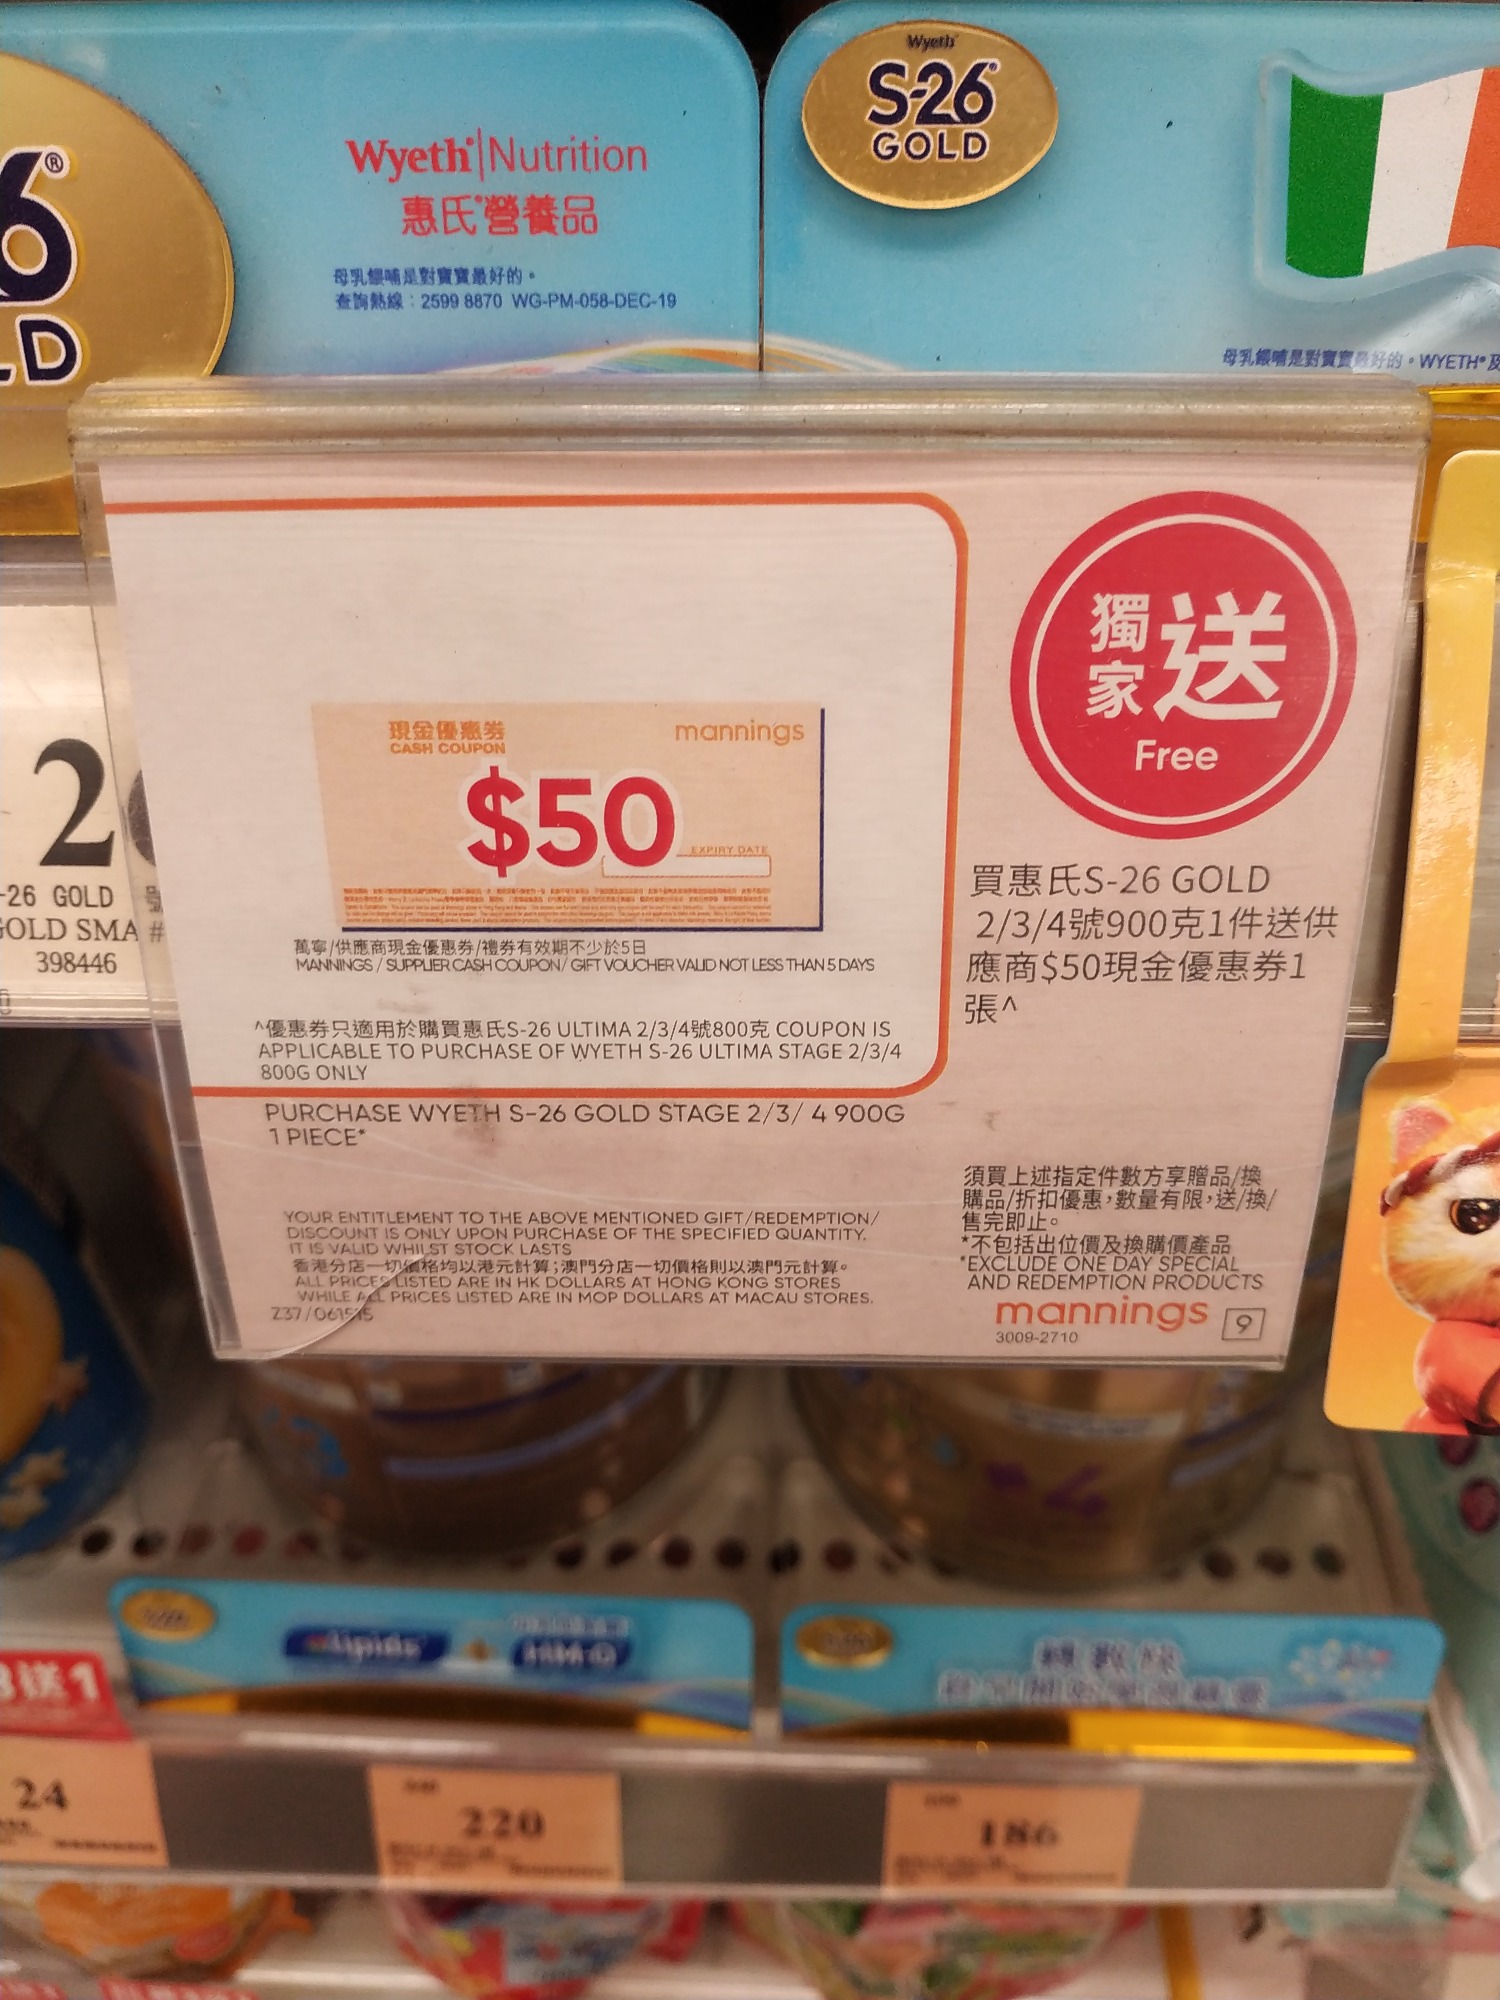 Wyeth® | Nutrition
惠氏®營養品
母乳餵哺是對寶寶最好的。
查詢熱線：2599 8870 WG-PM-058-DEC-19
6®
LD
Wyeth®
S-26®
GOLD
母乳餵哺是對寶寶最好的。WYETH®及
2
-26 GOLD
GOLD SMA #
398446
現金優惠券
CASH COUPON
mannings
$50
EXPIRY DATE
萬寧/供應商現金優惠券/禮券有效期不少於5日
MANNINGS / SUPPLIER CASH COUPON/ GIFT VOUCHER VALID NOT LESS THAN 5 DAYS
^優惠券只適用於購買惠氏S-26 ULTIMA 2/3/4號800克 COUPON IS
APPLICABLE TO PURCHASE OF WYETH S-26 ULTIMA STAGE 2/3/4
800G ONLY
獨家送
Free
買惠氏S-26 GOLD
2/3/4號900克1件送供
應商$50現金優惠券1
張^
PURCHASE WYETH S-26 GOLD STAGE 2/3/ 4 900G
1 PIECE*
YOUR ENTITLEMENT TO THE ABOVE MENTIONED GIFT/REDEMPTION/
DISCOUNT IS ONLY UPON PURCHASE OF THE SPECIFIED QUANTITY.
IT IS VALID WHILST STOCK LASTS
香港分店一切價格均以港元計算；澳門分店一切價格則以澳門元計算。
ALL PRICES LISTED ARE IN HK DOLLARS AT HONG KONG STORES
WHILE ALL PRICES LISTED ARE IN MOP DOLLARS AT MACAU STORES.
Z37/061515
須買上述指定件數方享贈品/換
購品/折扣優惠，數量有限，送/換/
售完即止。
*不包括出位價及換購價產品
*EXCLUDE ONE DAY SPECIAL
AND REDEMPTION PRODUCTS
mannings
9
3009-2710
4
送1
24
220
186